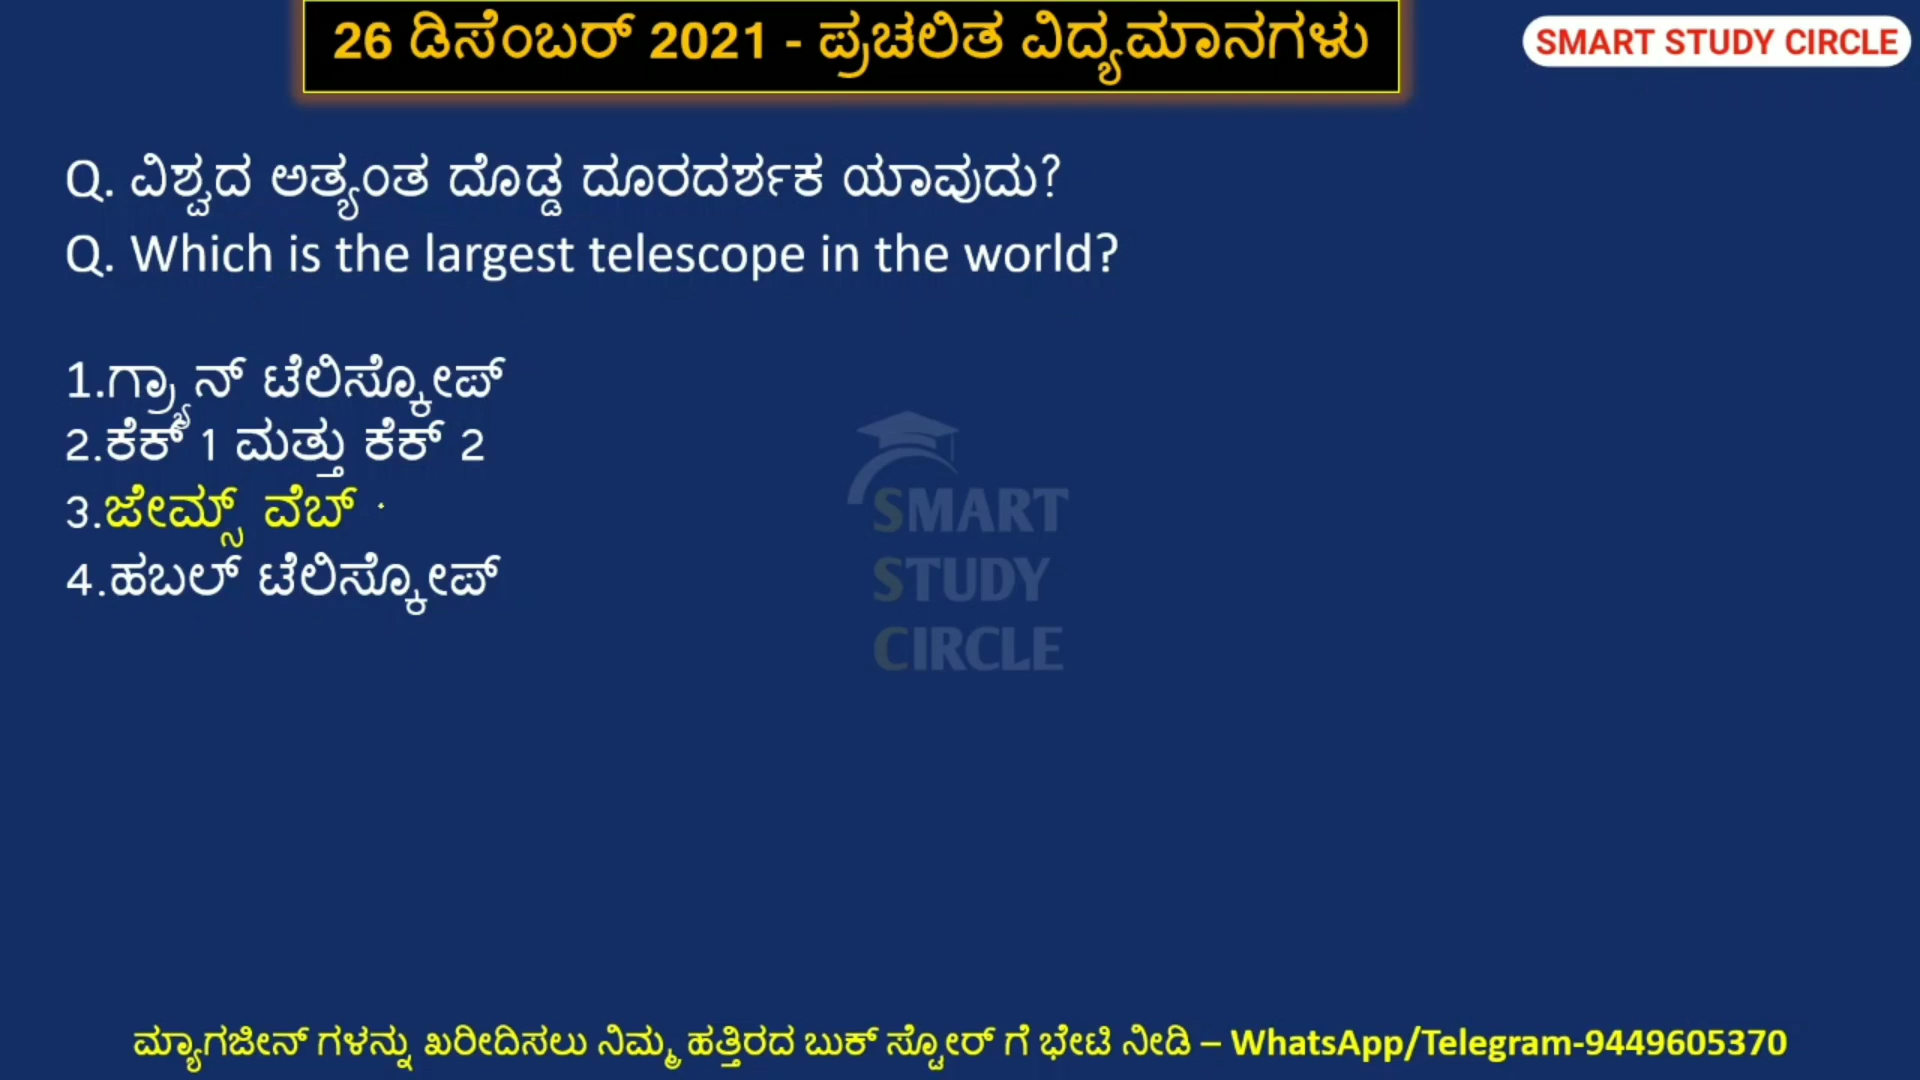 26 ಡಿಸೆಂಬರ್ 2021 - ಪ್ರಚಲಿತ ವಿದ್ಯಮಾನಗಳು
SMART STUDY CIRCLE
Q. ವಿಶ್ವದ ಅತ್ಯಂತ ದೊಡ್ಡ ದೂರದರ್ಶಕ ಯಾವುದು?
Q. Which is the largest telescope in the world?
1.ಗ್ರ್ಯಾನ್ ಟೆಲಿಸ್ಕೋಪ್
2.ಕೆಕ್ 1 ಮತ್ತು ಕೆಕ್ 2
3.ಜೇಮ್ಸ್ ವೆಬ್
4.ಹಬಲ್ ಟೆಲಿಸ್ಕೋಪ್
SMART
STUDY
CIRCLE
ಮ್ಯಾಗಜೀನ್ ಗಳನ್ನು ಖರೀದಿಸಲು ನಿಮ್ಮ ಹತ್ತಿರದ ಬುಕ್ ಸ್ಟೋರ್ ಗೆ ಭೇಟಿ ನೀಡಿ – WhatsApp/Telegram-9449605370